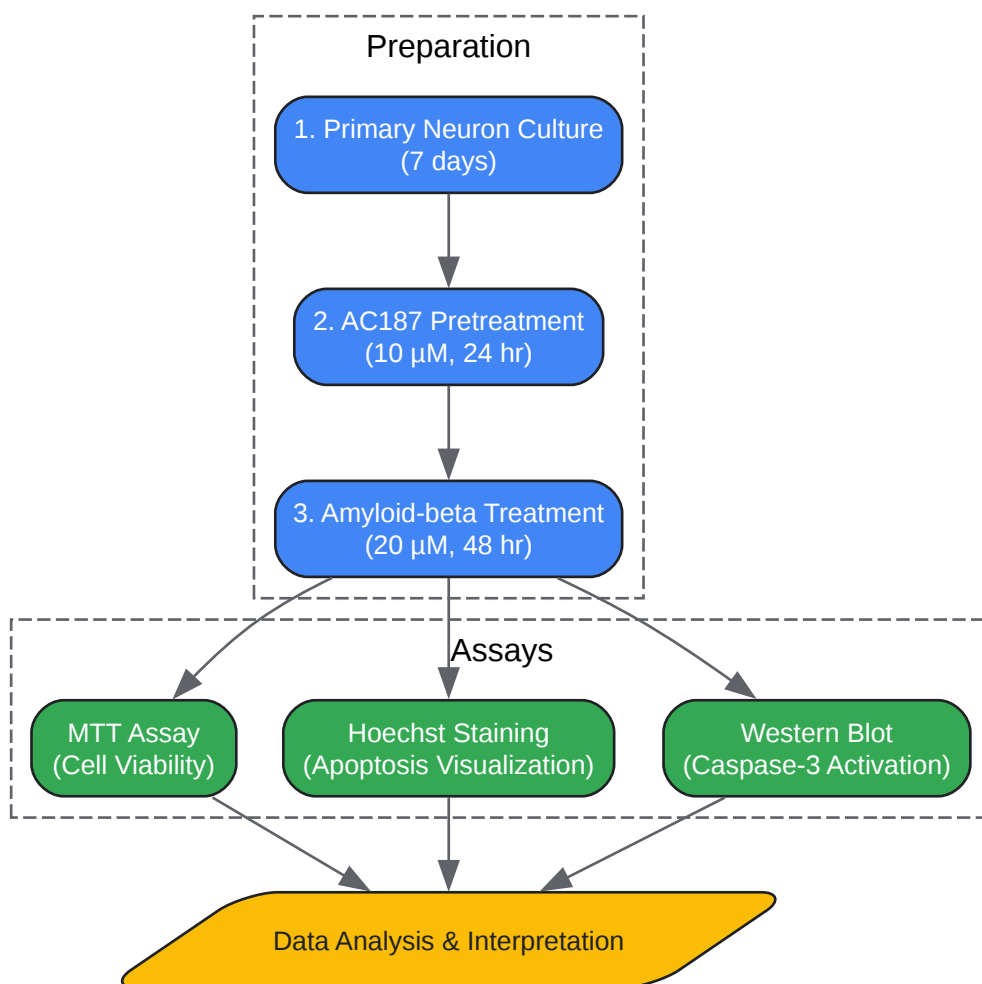 Preparation
1. Primary Neuron Culture
(7 days)
2. AC187 Pretreatment
(10 µM, 24 hr)
3. Amyloid-beta Treatment
(20 µM, 48 hr)
Assays
MTT Assay
(Cell Viability)
Hoechst Staining
(Apoptosis Visualization)
Western Blot
(Caspase-3 Activation)
Data Analysis & Interpretation